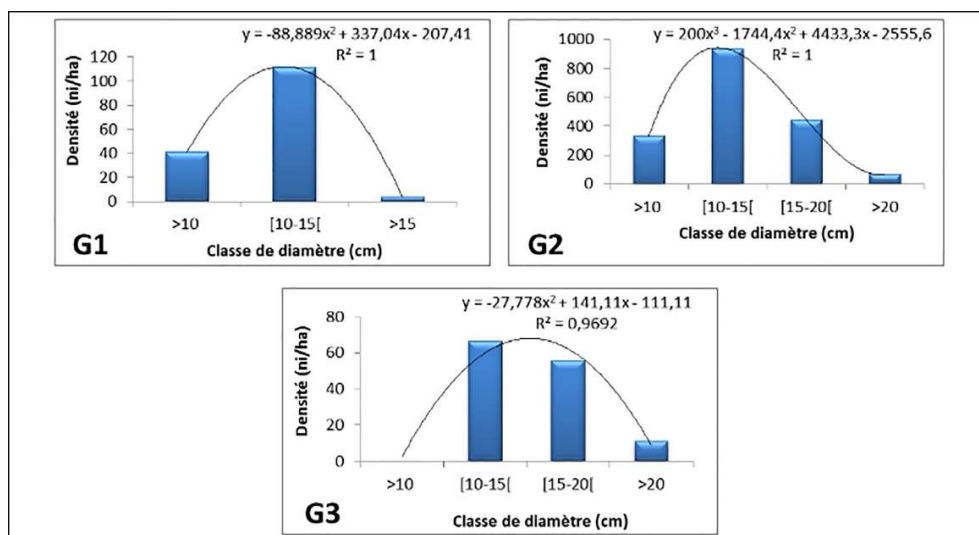 y = -88,889x² + 337,04x - 207,41
R² = 1
Densité (ni/ha)
120
100
80
60
40
20
0
>10 [10-15[ >15
G1
Classe de diamètre (cm)
y = 200x³ - 1744,4x² + 4433,3x - 2555,6
R² = 1
Densité (ni/ha)
1000
800
600
400
200
0
>10 [10-15[ [15-20[ >20
G2
Classe de diamètre (cm)
y = -27,778x² + 141,11x - 111,11
R² = 0,9692
Densité (ni/ha)
80
60
40
20
0
>10 [10-15[ [15-20[ >20
G3
Classe de diamètre (cm)